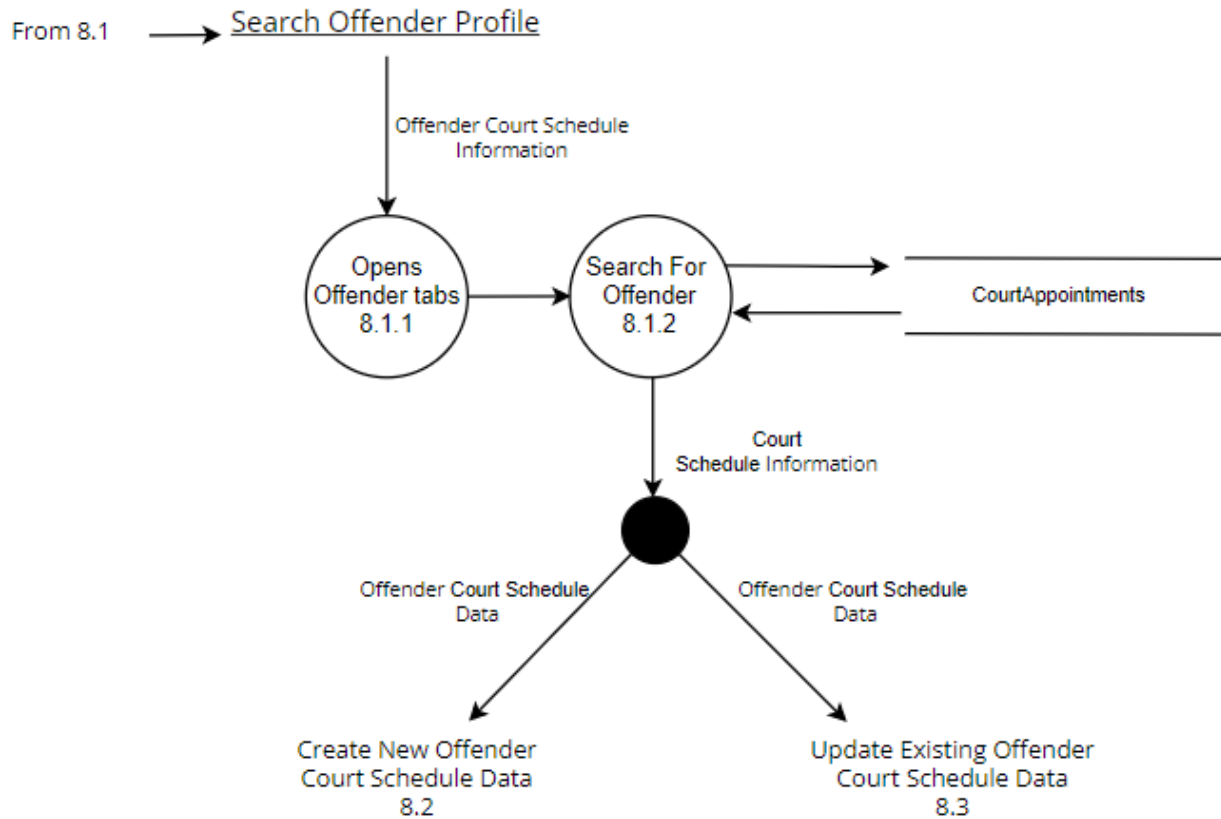 From 8.1
Search Offender Profile
Offender Court Schedule
Information
Opens
Offender tabs
8.1.1
Search For
Offender
8.1.2
CourtAppointments
Court
Schedule Information
Offender Court Schedule
Data
Offender Court Schedule
Data
Create New Offender
Court Schedule Data
8.2
Update Existing Offender
Court Schedule Data
8.3